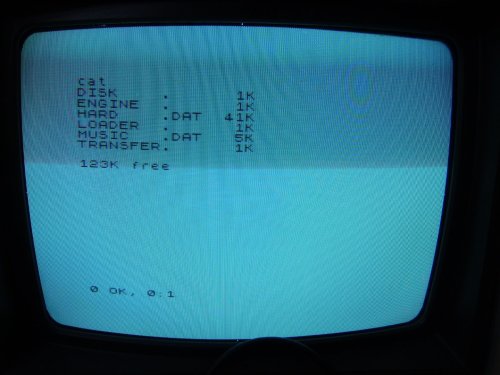 cat
DISK    .         1K
ENGINE  .         1K
HARD    .DAT     41K
LOADER  .         1K
MUSIC   .DAT      5K
TRANSFER.         1K
123K free
0 OK, 0:1